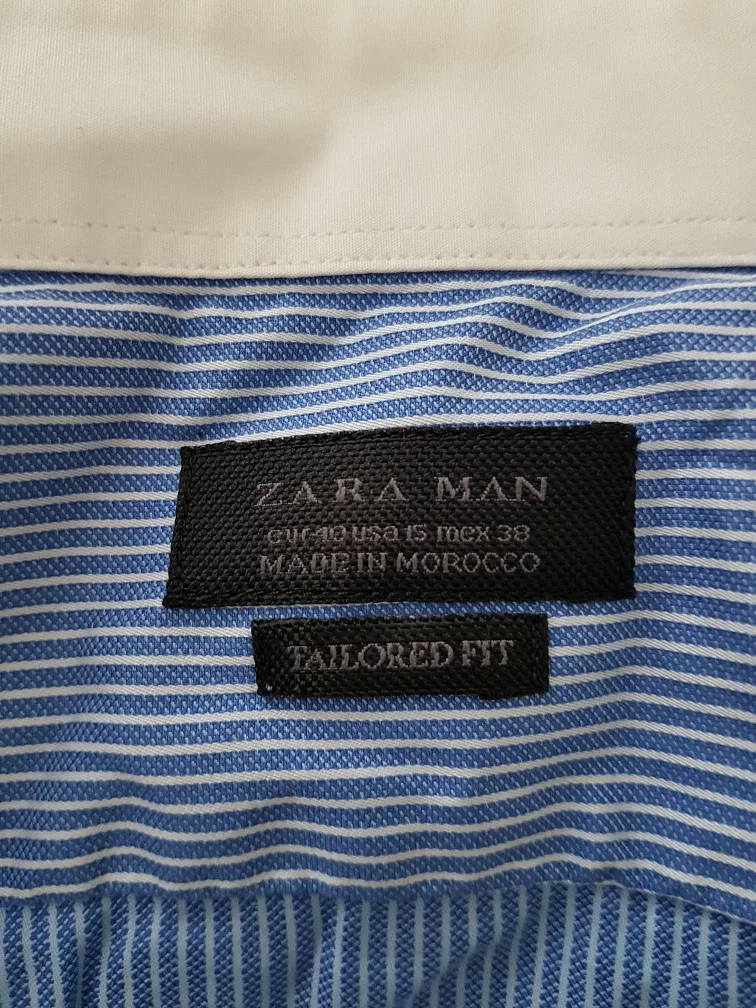 ZARA MAN
eur 40 usa 15 mex 38
MADE IN MOROCCO
TAILORED FIT